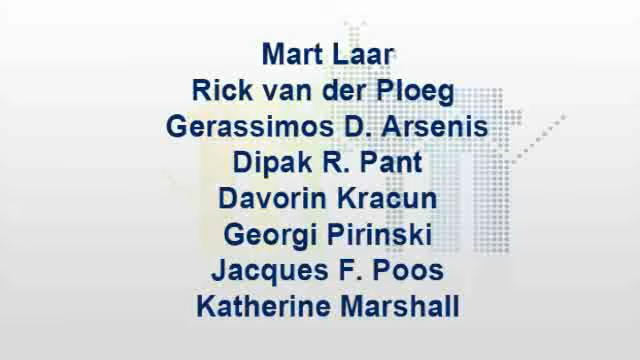 Mart Laar
Rick van der Ploeg
Gerassimos D. Arsenis
Dipak R. Pant
Davorin Kracun
Georgi Pirinski
Jacques F. Poos
Katherine Marshall